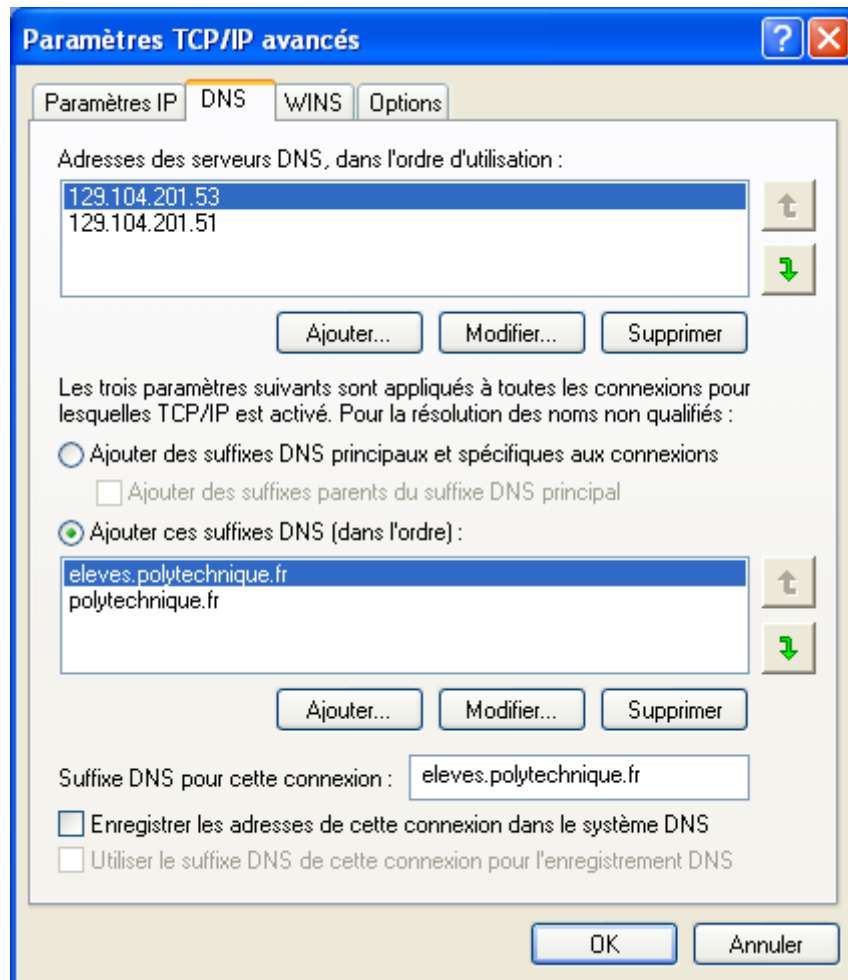 Paramètres TCP/IP avancés
?
Paramètres IP DNS WINS Options
Adresses des serveurs DNS, dans l'ordre d'utilisation :
129.104.201.53
129.104.201.51
Ajouter... Modifier... Supprimer
Les trois paramètres suivants sont appliqués à toutes les connexions pour
lesquelles TCP/IP est activé. Pour la résolution des noms non qualifiés :
Ajouter des suffixes DNS principaux et spécifiques aux connexions
Ajouter des suffixes parents du suffixe DNS principal
Ajouter ces suffixes DNS (dans l'ordre) :
eleves.polytechnique.fr
polytechnique.fr
Ajouter... Modifier... Supprimer
Suffixe DNS pour cette connexion : eleves.polytechnique.fr
Enregistrer les adresses de cette connexion dans le système DNS
Utiliser le suffixe DNS de cette connexion pour l'enregistrement DNS
OK Annuler